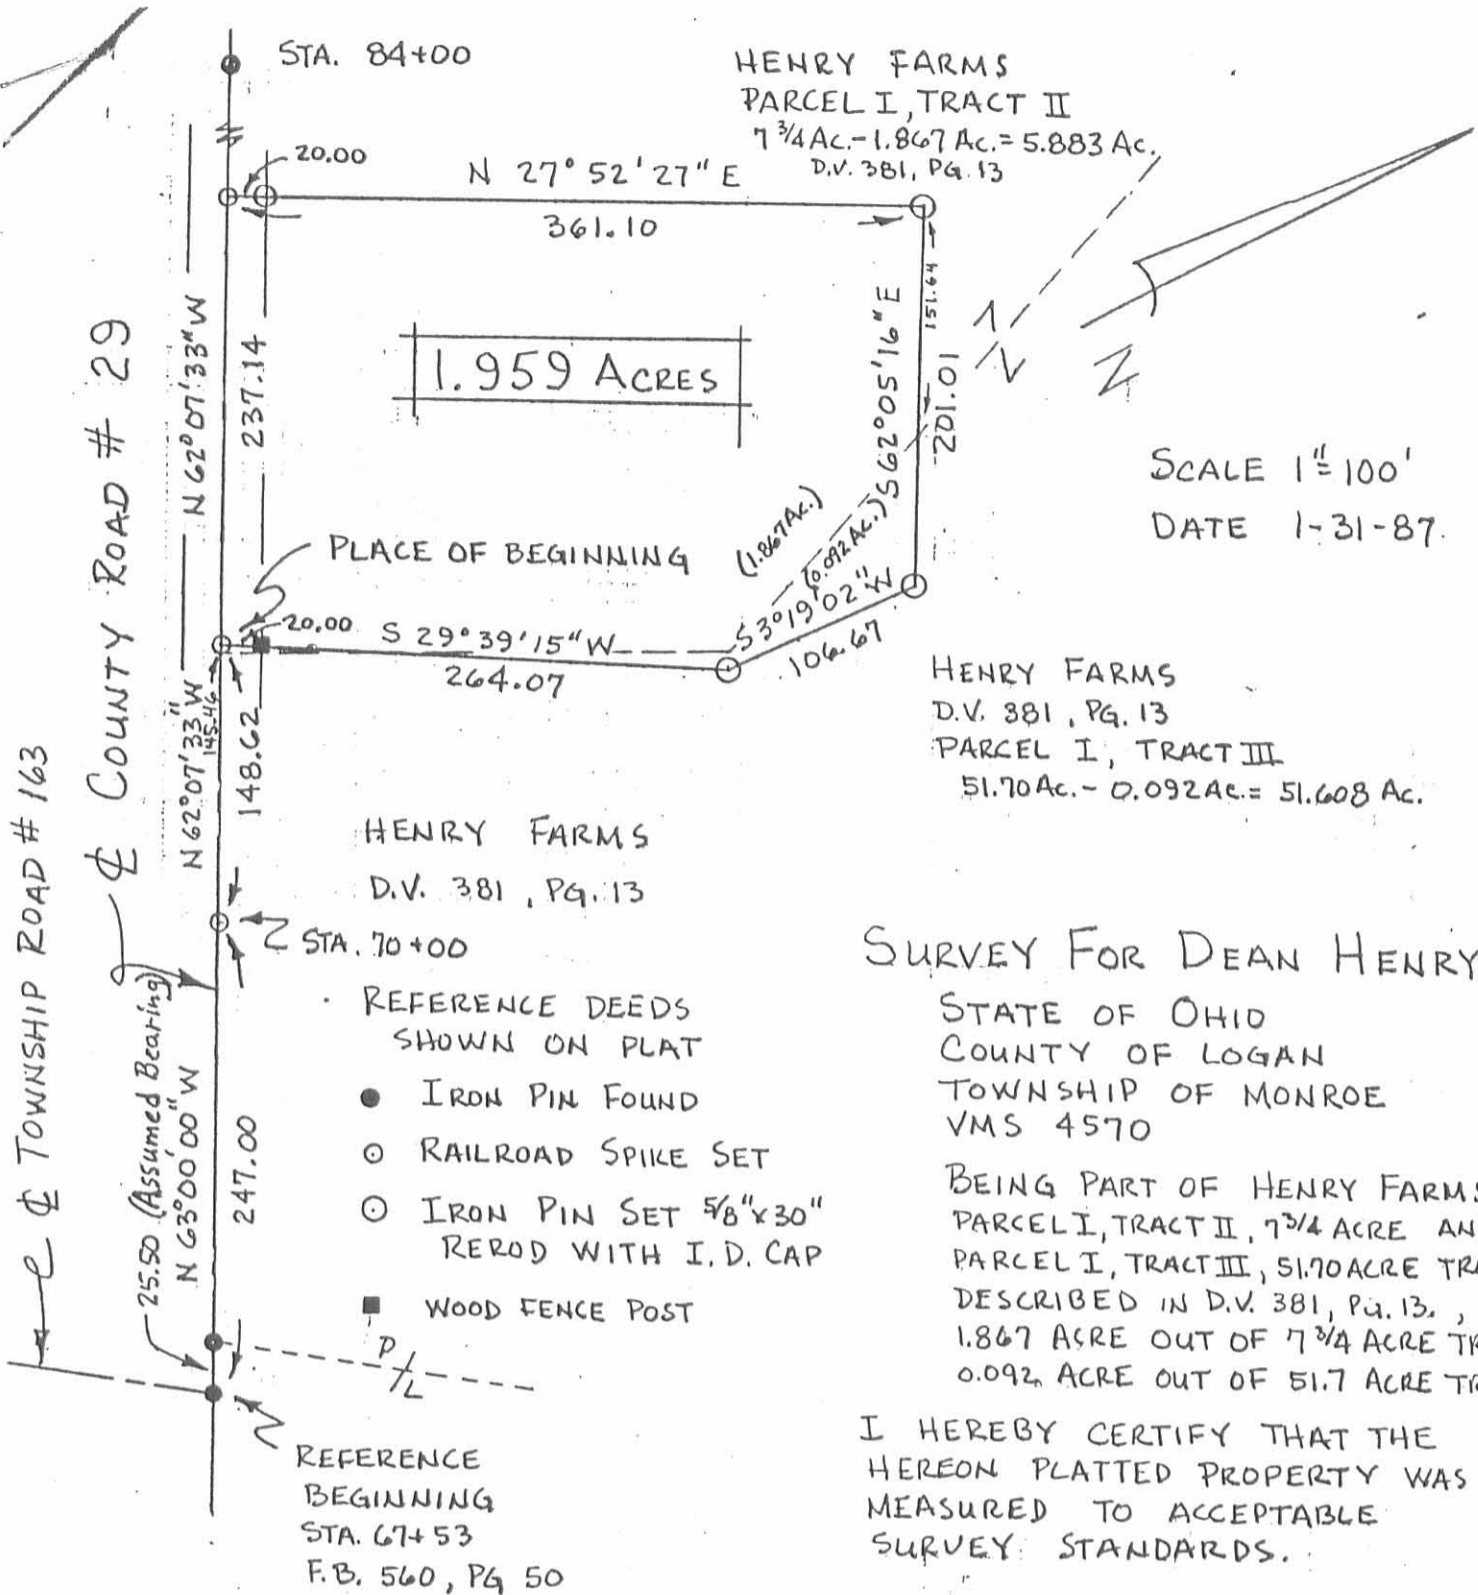 STA. 84+00
HENRY FARMS
PARCEL I, TRACT II
7 3/4 Ac. - 1.867 Ac. = 5.883 Ac.
D.V. 381, PG. 13
20.00
N 27° 52' 27" E
361.10
N 62° 07' 33" W
237.14
1.959 ACRES
S 62° 05' 16" E
151.64
201.01
N
SCALE 1" = 100'
DATE 1-31-87.
℄ COUNTY ROAD # 29
PLACE OF BEGINNING
(1.867 Ac.)
(0.092 Ac.)
20.00
S 29° 39' 15" W
264.07
S 3° 19' 02" W
106.67
HENRY FARMS
D.V. 381, PG. 13
PARCEL I, TRACT III
51.70 Ac. - 0.092 Ac. = 51.608 Ac.
N 62° 07' 33" W
145.46
148.62
HENRY FARMS
D.V. 381, PG. 13
STA. 70+00
℄ TOWNSHIP ROAD # 163
25.50 (Assumed Bearing)
N 63° 00' 00" W
247.00
REFERENCE DEEDS
SHOWN ON PLAT
IRON PIN FOUND
RAILROAD SPIKE SET
IRON PIN SET 5/8" x 30"
REROD WITH I.D. CAP
WOOD FENCE POST
P/L
REFERENCE
BEGINNING
STA. 67+53
F.B. 560, PG 50
SURVEY FOR DEAN HENRY
STATE OF OHIO
COUNTY OF LOGAN
TOWNSHIP OF MONROE
VMS 4570
BEING PART OF HENRY FARMS
PARCEL I, TRACT II, 7 3/4 ACRE AN
PARCEL I, TRACT III, 51.70 ACRE TRA
DESCRIBED IN D.V. 381, PG. 13.,
1.867 ACRE OUT OF 7 3/4 ACRE TR
0.092 ACRE OUT OF 51.7 ACRE TR
I HEREBY CERTIFY THAT THE
HEREON PLATTED PROPERTY WAS
MEASURED TO ACCEPTABLE
SURVEY STANDARDS.